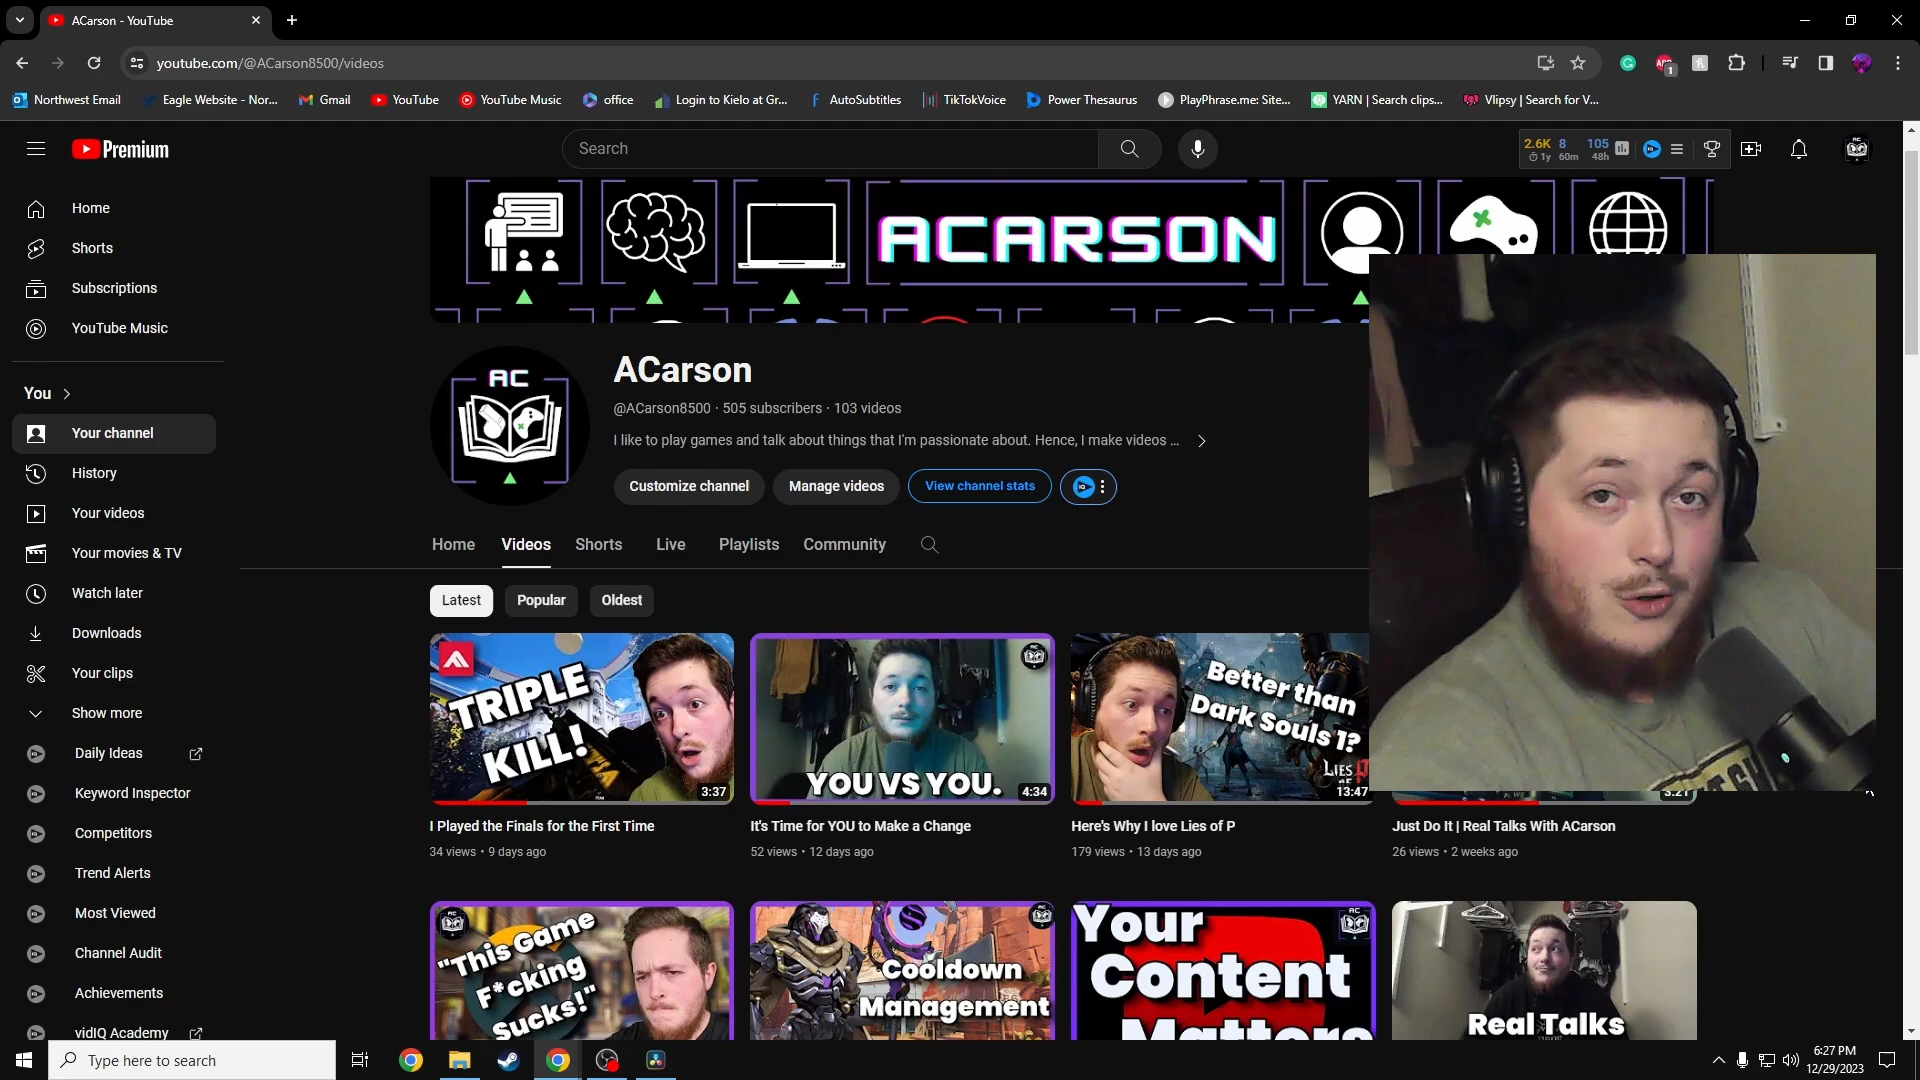 ACarson - YouTube
youtube.com/@ACarson8500/videos
ABP
1
Northwest Email
Eagle Website - Nor...
Gmail
YouTube
YouTube Music
office
Login to Kielo at Gr...
AutoSubtitles
TikTokVoice
Power Thesaurus
PlayPhrase.me: Site...
YARN | Search clips...
Vlipsy | Search for V...
Premium
Search
2.6K 8 105
1y 60m 48h
Home
Shorts
Subscriptions
YouTube Music
You
Your channel
History
Your videos
Your movies & TV
Watch later
Downloads
Your clips
Show more
Daily Ideas
Keyword Inspector
Competitors
Trend Alerts
Most Viewed
Channel Audit
Achievements
vidIQ Academy
ACARSON
AC
ACarson
@ACarson8500 · 505 subscribers · 103 videos
I like to play games and talk about things that I'm passionate about. Hence, I make videos ...
Customize channel
Manage videos
View channel stats
Home
Videos
Shorts
Live
Playlists
Community
Latest
Popular
Oldest
TRIPLE
KILL!
3:37
YOU VS YOU.
4:34
Better than
Dark Souls 1?
LIES
13:47
3:21
I Played the Finals for the First Time
34 views • 9 days ago
It's Time for YOU to Make a Change
52 views • 12 days ago
Here's Why I love Lies of P
179 views • 13 days ago
Just Do It | Real Talks With ACarson
26 views • 2 weeks ago
"This Game
F*cking
Sucks!"
Cooldown
Management
Your
Content
Matters
Real Talks
Type here to search
6:27 PM
12/29/2023